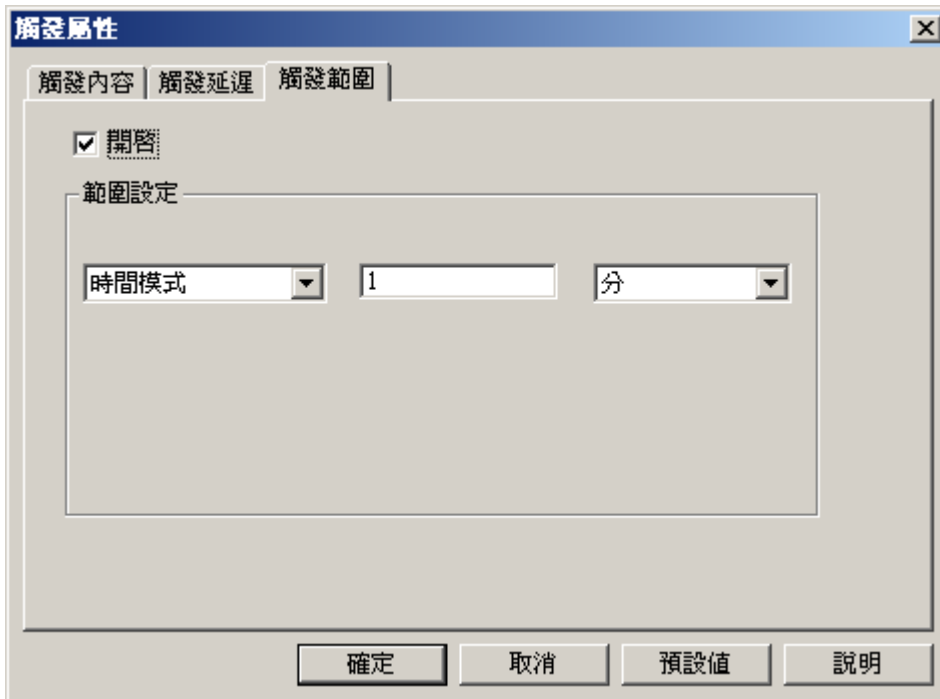 觸發屬性
觸發內容 觸發延遲 觸發範圍
開啓
範圍設定
時間模式 1 分
確定 取消 預設值 說明